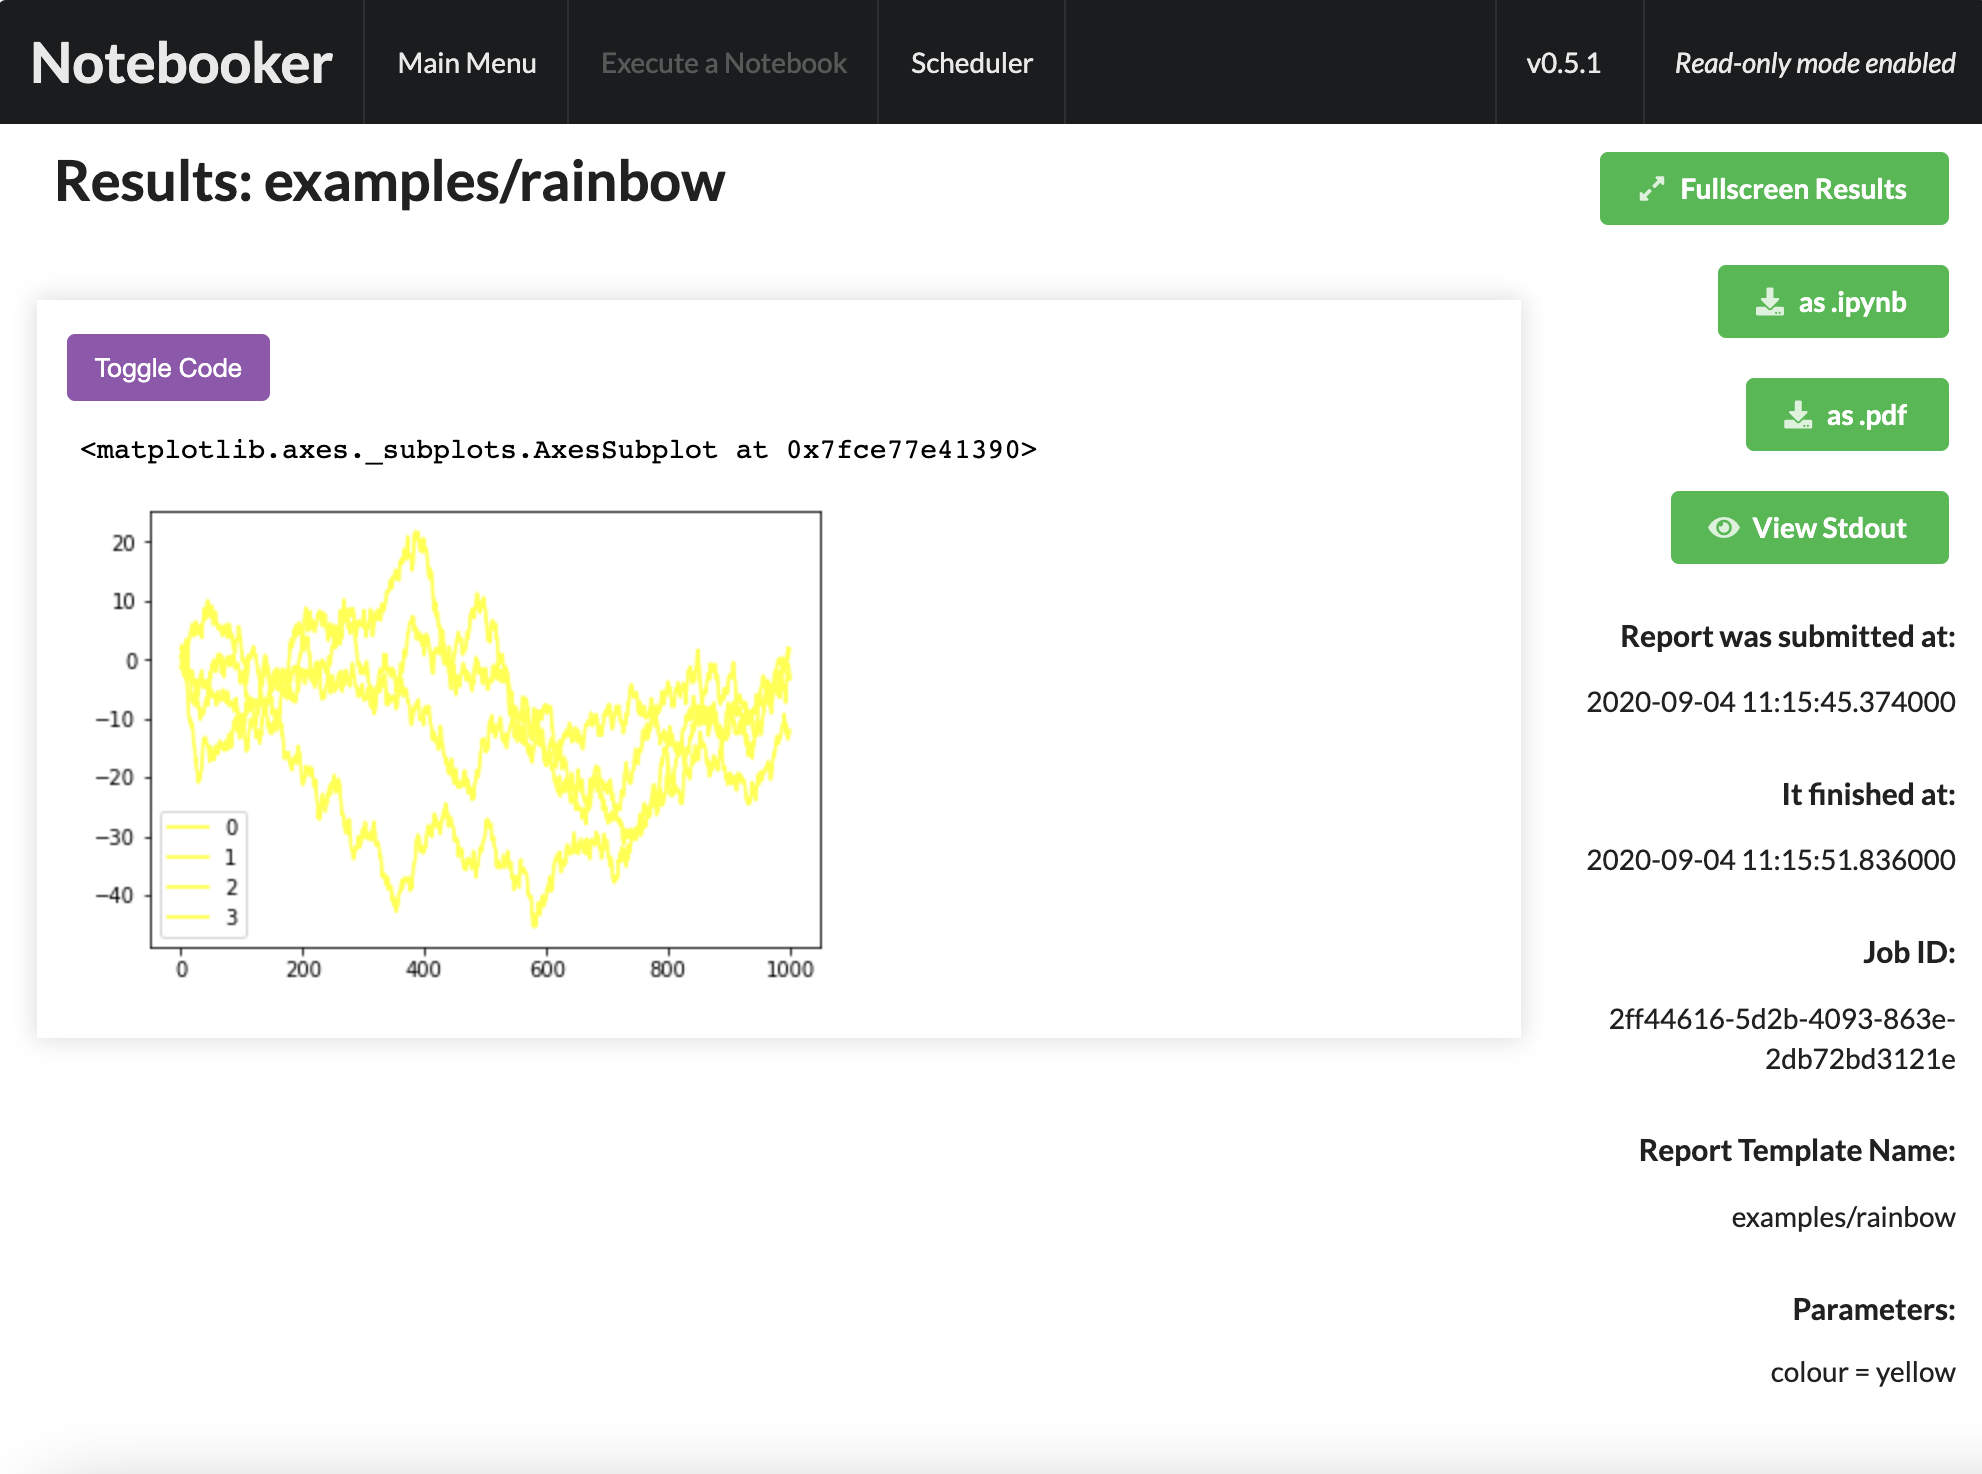 Notebooker
Main Menu
Execute a Notebook
Scheduler
v0.5.1
Read-only mode enabled
Results: examples/rainbow
Toggle Code
<matplotlib.axes._subplots.AxesSubplot at 0x7fce77e41390>
20
10
0
−10
−20
−30
−40
0
1
2
3
0 200 400 600 800 1000
Fullscreen Results
as .ipynb
as .pdf
View Stdout
Report was submitted at:
2020-09-04 11:15:45.374000
It finished at:
2020-09-04 11:15:51.836000
Job ID:
2ff44616-5d2b-4093-863e-
2db72bd3121e
Report Template Name:
examples/rainbow
Parameters:
colour = yellow